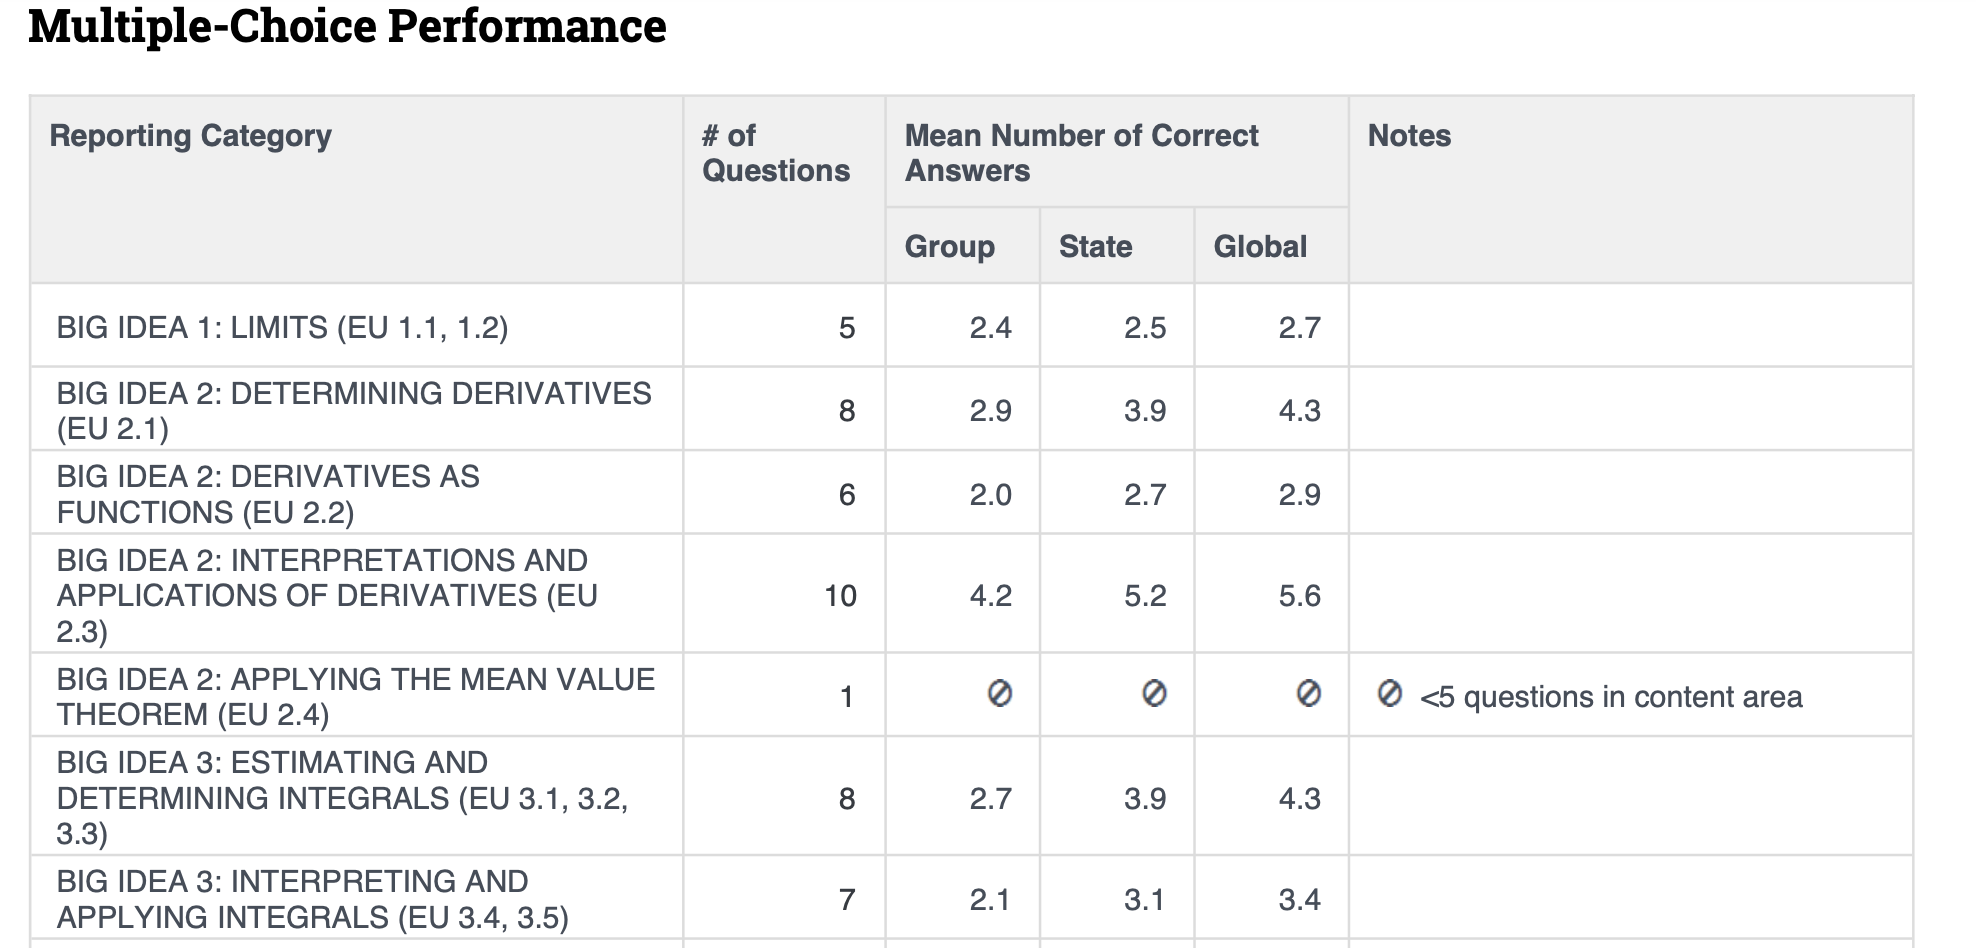 Multiple-Choice Performance
Reporting Category
# of
Questions
Mean Number of Correct
Answers
Notes
Group State Global
BIG IDEA 1: LIMITS (EU 1.1, 1.2) 5 2.4 2.5 2.7
BIG IDEA 2: DETERMINING DERIVATIVES
(EU 2.1) 8 2.9 3.9 4.3
BIG IDEA 2: DERIVATIVES AS
FUNCTIONS (EU 2.2) 6 2.0 2.7 2.9
BIG IDEA 2: INTERPRETATIONS AND
APPLICATIONS OF DERIVATIVES (EU 10 4.2 5.2 5.6
2.3)
BIG IDEA 2: APPLYING THE MEAN VALUE
THEOREM (EU 2.4) 1 ⊘ ⊘ ⊘ ⊘ <5 questions in content area
BIG IDEA 3: ESTIMATING AND
DETERMINING INTEGRALS (EU 3.1, 3.2, 8 2.7 3.9 4.3
3.3)
BIG IDEA 3: INTERPRETING AND
APPLYING INTEGRALS (EU 3.4, 3.5) 7 2.1 3.1 3.4